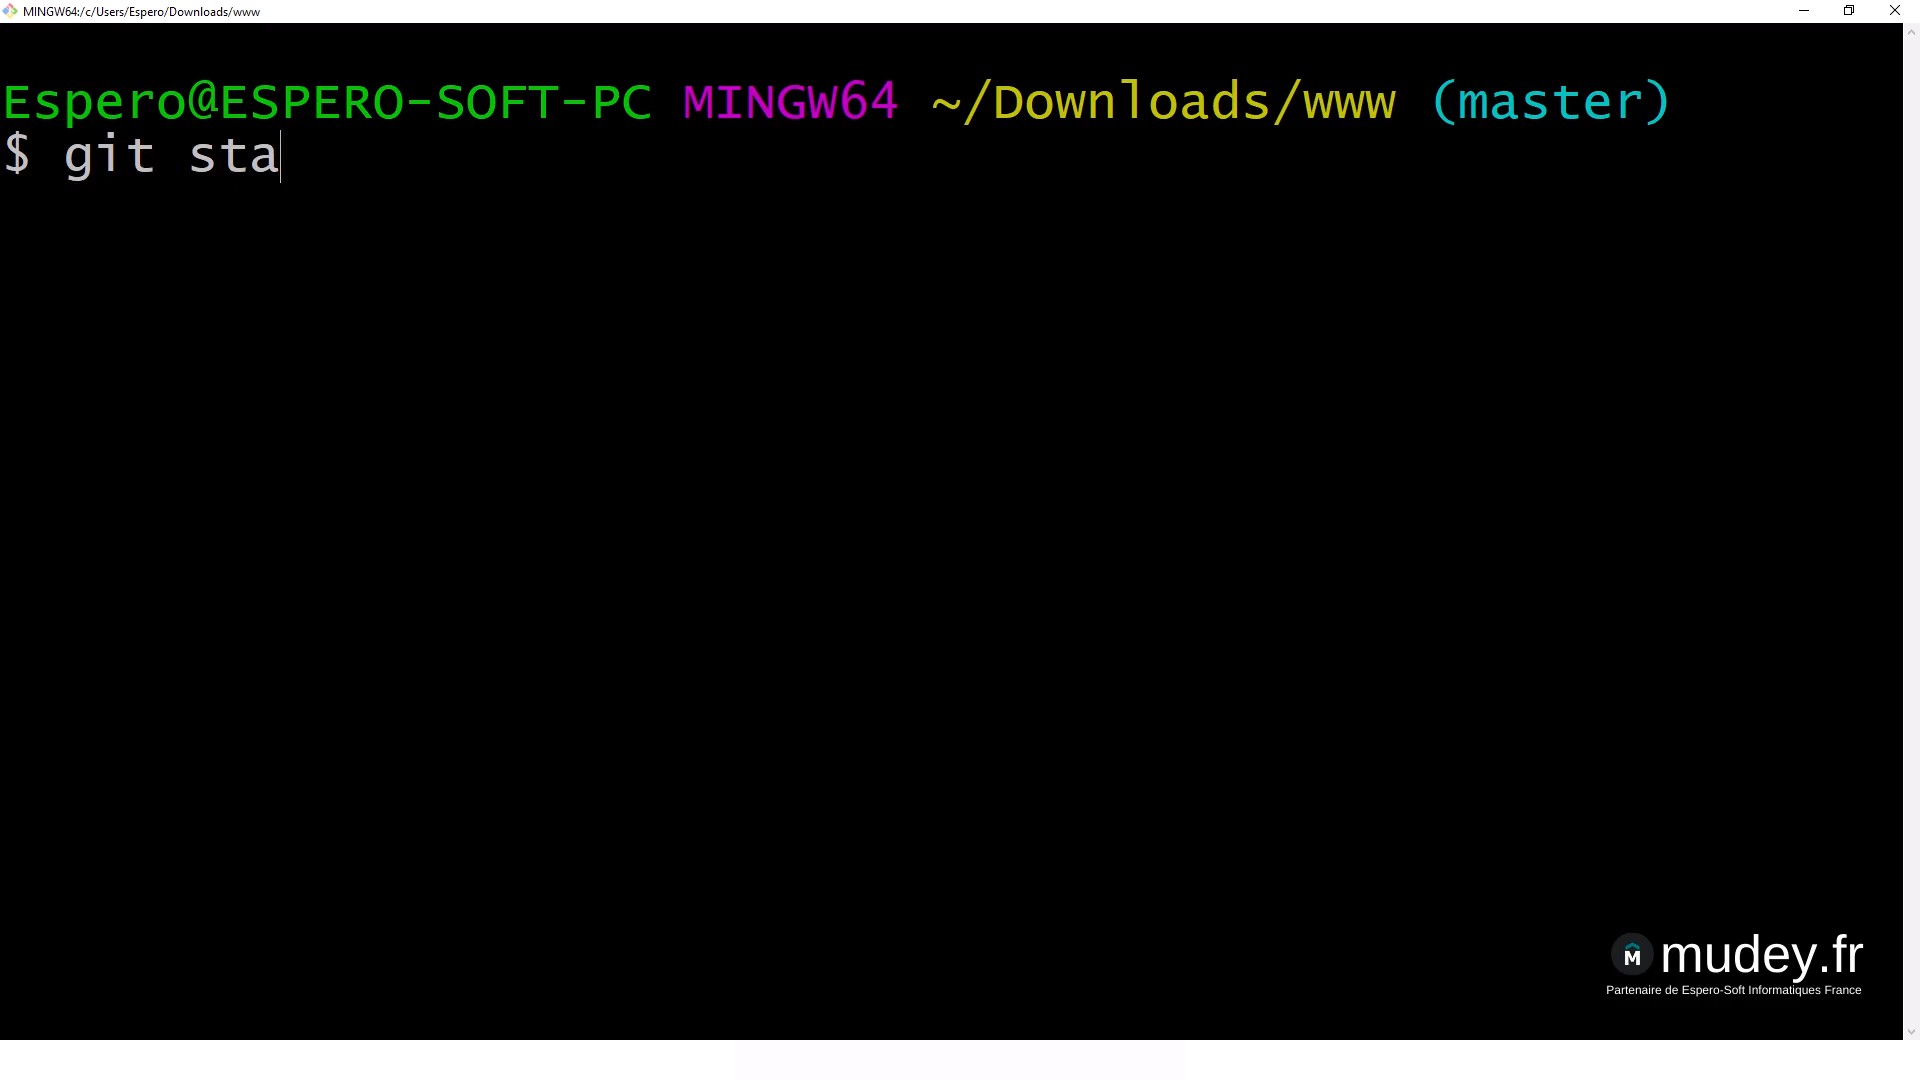 MINGW64:/c/Users/Espero/Downloads/www
Espero@ESPERO-SOFT-PC MINGW64 ~/Downloads/www (master)
$ git sta
M mudey.fr
Partenaire de Espero-Soft Informatiques France